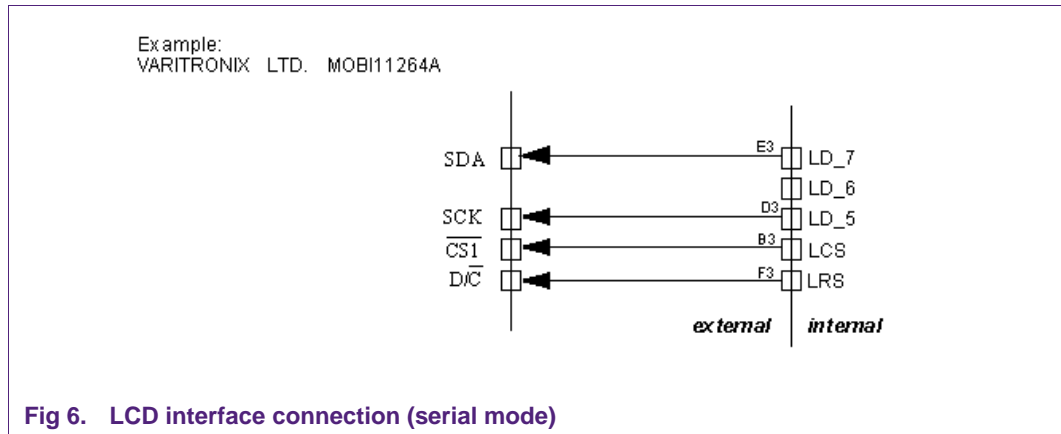 Example:
VARITRONIX LTD. MOBI11264A
SDA E3 LD_7
LD_6
SCK D3 LD_5
CS1 B3 LCS
D/C F3 LRS
external internal
Fig 6. LCD interface connection (serial mode)